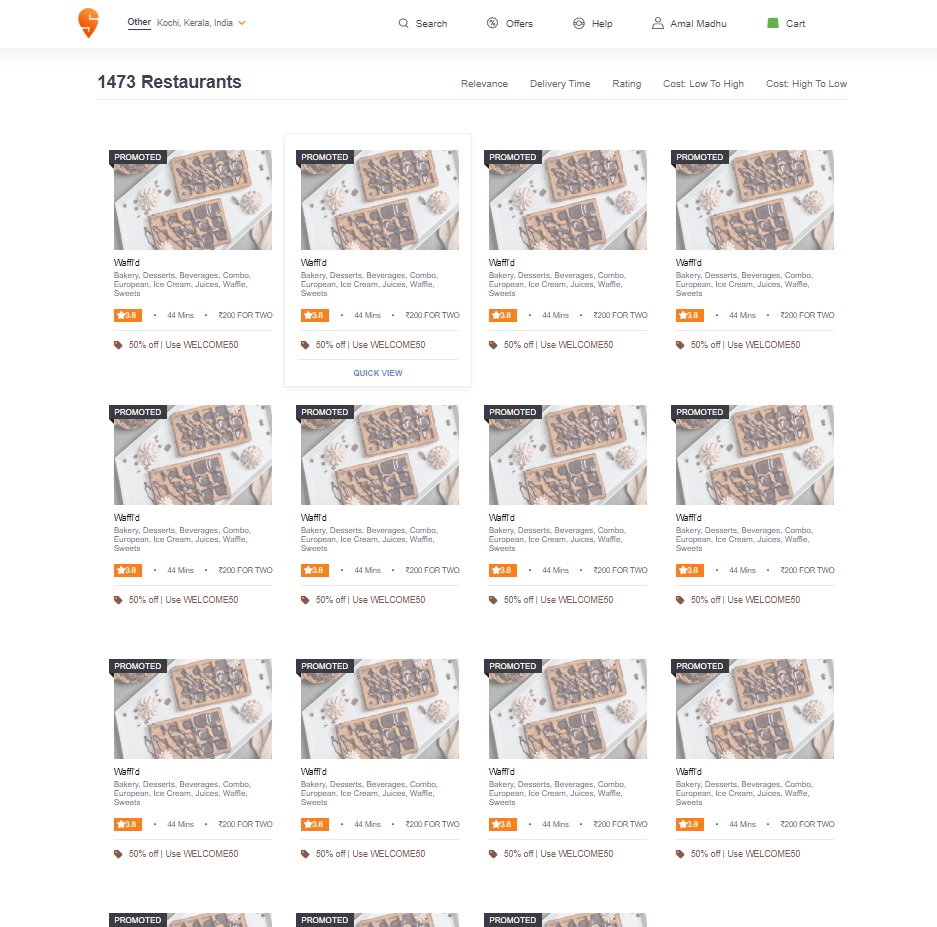 Other Kochi, Kerala, India Search Offers Help Amal Madhu Cart
1473 Restaurants Relevance Delivery Time Rating Cost: Low To High Cost: High To Low
PROMOTED PROMOTED PROMOTED PROMOTED
Waffl'd Waffl'd Waffl'd Waffl'd
Bakery, Desserts, Beverages, Combo, Bakery, Desserts, Beverages, Combo, Bakery, Desserts, Beverages, Combo, Bakery, Desserts, Beverages, Combo,
European, Ice Cream, Juices, Waffle, European, Ice Cream, Juices, Waffle, European, Ice Cream, Juices, Waffle, European, Ice Cream, Juices, Waffle,
Sweets Sweets Sweets Sweets
3.8 • 44 Mins • ₹200 FOR TWO 3.8 • 44 Mins • ₹200 FOR TWO 3.8 • 44 Mins • ₹200 FOR TWO 3.8 • 44 Mins • ₹200 FOR TWO
50% off | Use WELCOME50 50% off | Use WELCOME50 50% off | Use WELCOME50 50% off | Use WELCOME50
QUICK VIEW
PROMOTED PROMOTED PROMOTED PROMOTED
Waffl'd Waffl'd Waffl'd Waffl'd
Bakery, Desserts, Beverages, Combo, Bakery, Desserts, Beverages, Combo, Bakery, Desserts, Beverages, Combo, Bakery, Desserts, Beverages, Combo,
European, Ice Cream, Juices, Waffle, European, Ice Cream, Juices, Waffle, European, Ice Cream, Juices, Waffle, European, Ice Cream, Juices, Waffle,
Sweets Sweets Sweets Sweets
3.8 • 44 Mins • ₹200 FOR TWO 3.8 • 44 Mins • ₹200 FOR TWO 3.8 • 44 Mins • ₹200 FOR TWO 3.8 • 44 Mins • ₹200 FOR TWO
50% off | Use WELCOME50 50% off | Use WELCOME50 50% off | Use WELCOME50 50% off | Use WELCOME50
PROMOTED PROMOTED PROMOTED PROMOTED
Waffl'd Waffl'd Waffl'd Waffl'd
Bakery, Desserts, Beverages, Combo, Bakery, Desserts, Beverages, Combo, Bakery, Desserts, Beverages, Combo, Bakery, Desserts, Beverages, Combo,
European, Ice Cream, Juices, Waffle, European, Ice Cream, Juices, Waffle, European, Ice Cream, Juices, Waffle, European, Ice Cream, Juices, Waffle,
Sweets Sweets Sweets Sweets
3.8 • 44 Mins • ₹200 FOR TWO 3.8 • 44 Mins • ₹200 FOR TWO 3.8 • 44 Mins • ₹200 FOR TWO 3.8 • 44 Mins • ₹200 FOR TWO
50% off | Use WELCOME50 50% off | Use WELCOME50 50% off | Use WELCOME50 50% off | Use WELCOME50
PROMOTED PROMOTED PROMOTED